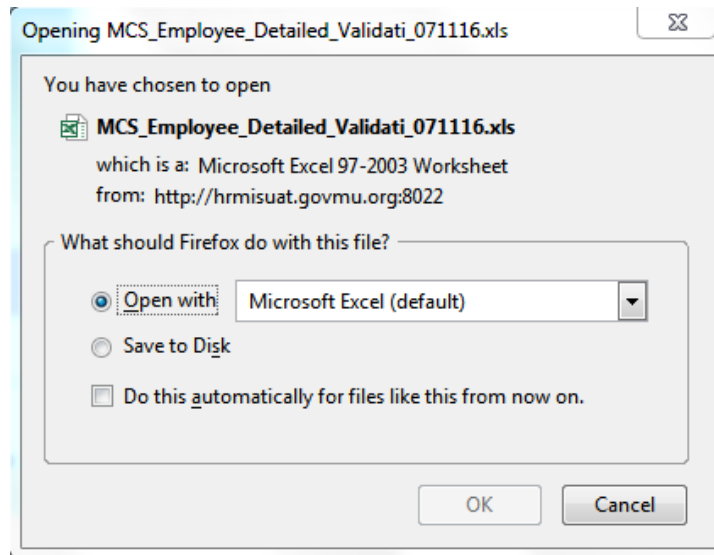 Opening MCS_Employee_Detailed_Validati_071116.xls
You have chosen to open
MCS_Employee_Detailed_Validati_071116.xls
which is a: Microsoft Excel 97-2003 Worksheet
from: http://hrmisuat.govmu.org:8022
What should Firefox do with this file?
Open with Microsoft Excel (default)
Save to Disk
Do this automatically for files like this from now on.
OK Cancel